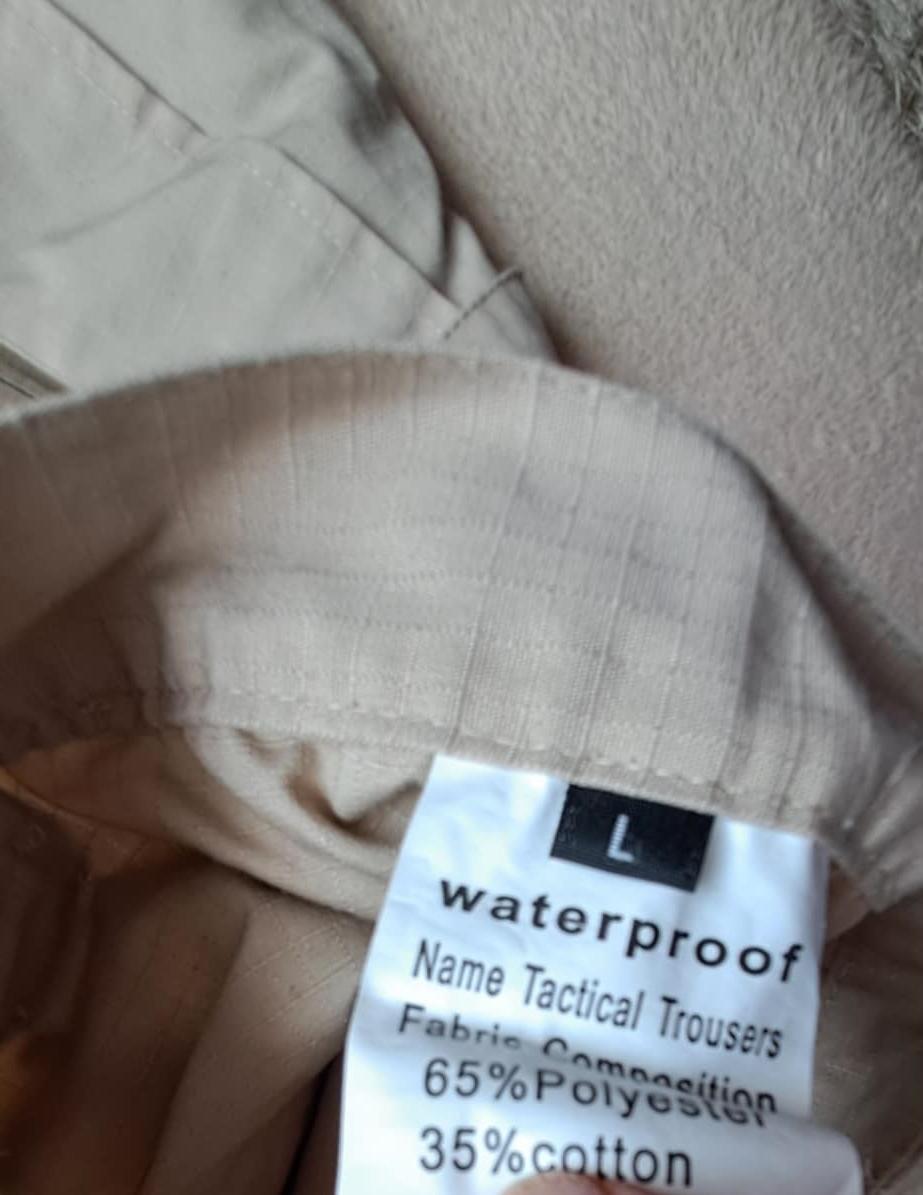 L
waterproof
Name Tactical Trousers
Fabric Composition
65%Polyester
35%cotton